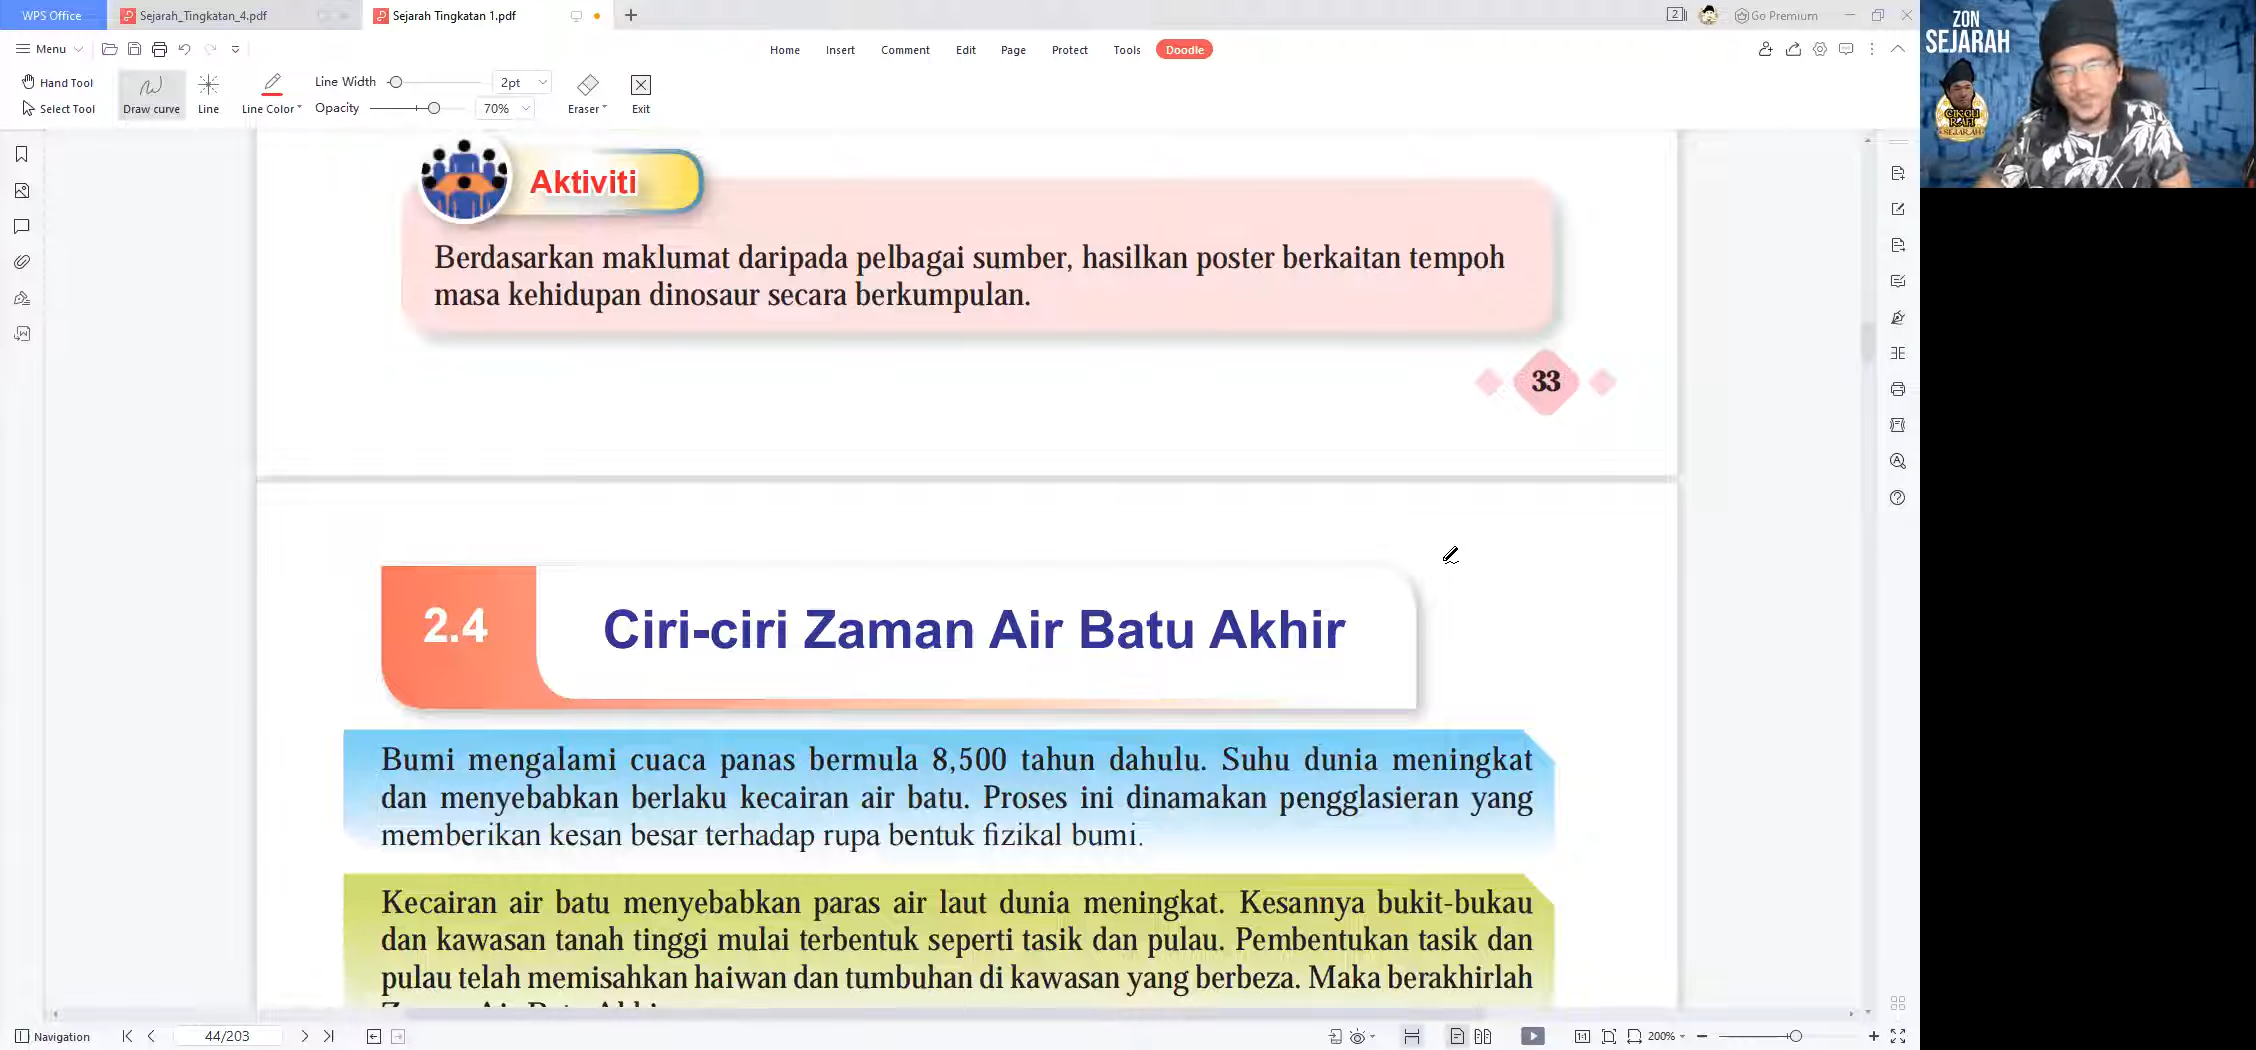 WPS Office
Sejarah_Tingkatan_4.pdf
Sejarah Tingkatan 1.pdf
2
Go Premium
Menu
Home
Insert
Comment
Edit
Page
Protect
Tools
Doodle
Hand Tool
Select Tool
Draw curve
Line
Line Color
Line Width
2pt
Opacity
70%
Eraser
Exit
ZON
SEJARAH
CIKGU
RAFI
SEJARAH
Aktiviti
Berdasarkan maklumat daripada pelbagai sumber, hasilkan poster berkaitan tempoh
masa kehidupan dinosaur secara berkumpulan.
33
2.4
Ciri-ciri Zaman Air Batu Akhir
Bumi mengalami cuaca panas bermula 8,500 tahun dahulu. Suhu dunia meningkat
dan menyebabkan berlaku kecairan air batu. Proses ini dinamakan pengglasieran yang
memberikan kesan besar terhadap rupa bentuk fizikal bumi.
Kecairan air batu menyebabkan paras air laut dunia meningkat. Kesannya bukit-bukau
dan kawasan tanah tinggi mulai terbentuk seperti tasik dan pulau. Pembentukan tasik dan
pulau telah memisahkan haiwan dan tumbuhan di kawasan yang berbeza. Maka berakhirlah
Navigation
44/203
200%